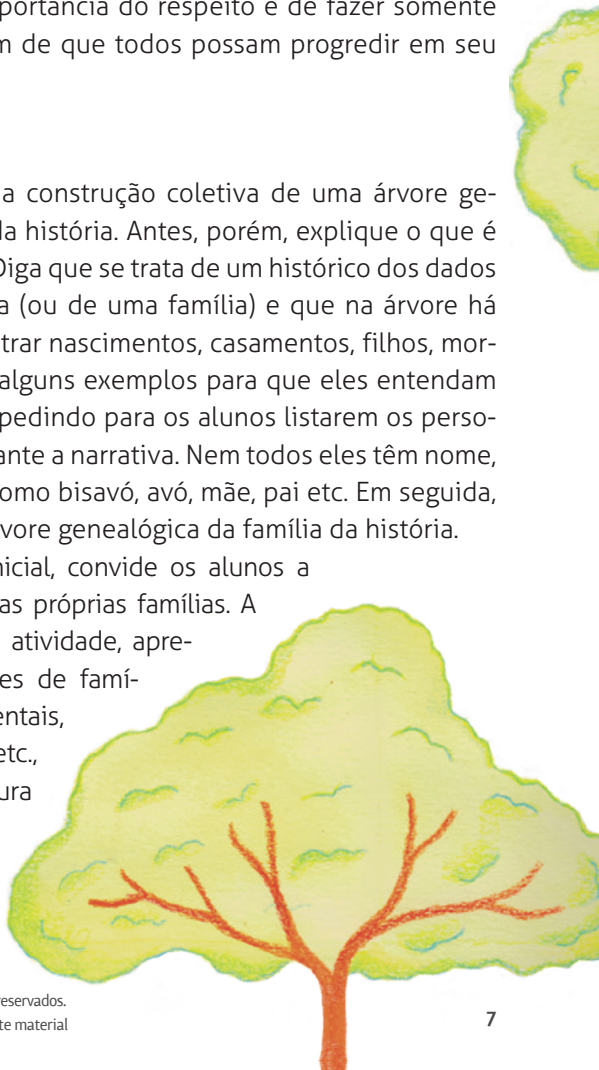 portância do respeito e de fazer somente
m de que todos possam progredir em seu
a construção coletiva de uma árvore ge-
da história. Antes, porém, explique o que é
Diga que se trata de um histórico dos dados
a (ou de uma família) e que na árvore há
trar nascimentos, casamentos, filhos, mor-
alguns exemplos para que eles entendam
pedindo para os alunos listarem os perso-
ante a narrativa. Nem todos eles têm nome,
omo bisavó, avó, mãe, pai etc. Em seguida,
vore genealógica da família da história.
nicial, convide os alunos a
as próprias famílias. A
atividade, apre-
es de famí-
entais,
etc.,
ura
reservados.
te material
7